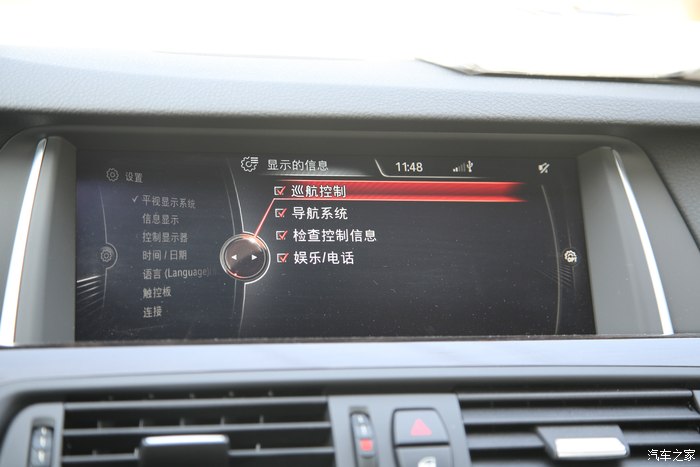 显示的信息
11:48
设置
平视显示系统
信息显示
控制显示器
时间 / 日期
语言 (Language)
触控板
连接
巡航控制
导航系统
检查控制信息
娱乐/电话
汽车之家